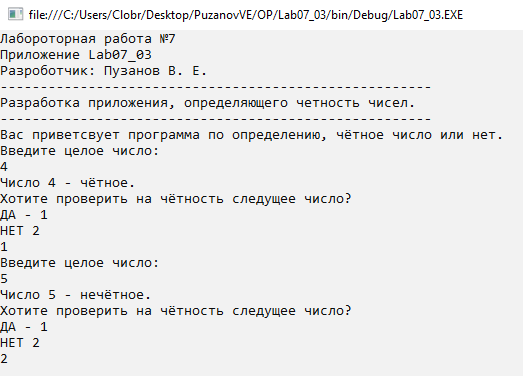 file:///C:/Users/Clobr/Desktop/PuzanovVE/OP/Lab07_03/bin/Debug/Lab07_03.EXE
Лабороторная работа №7
Приложение Lab07_03
Разроботчик: Пузанов В. Е.
------------------------------------------------------
Разработка приложения, определяющего четность чисел.
------------------------------------------------------
Вас приветсвует программа по определению, чётное число или нет.
Введите целое число:
4
Число 4 - чётное.
Хотите проверить на чётность следущее число?
ДА - 1
НЕТ 2
1
Введите целое число:
5
Число 5 - нечётное.
Хотите проверить на чётность следущее число?
ДА - 1
НЕТ 2
2